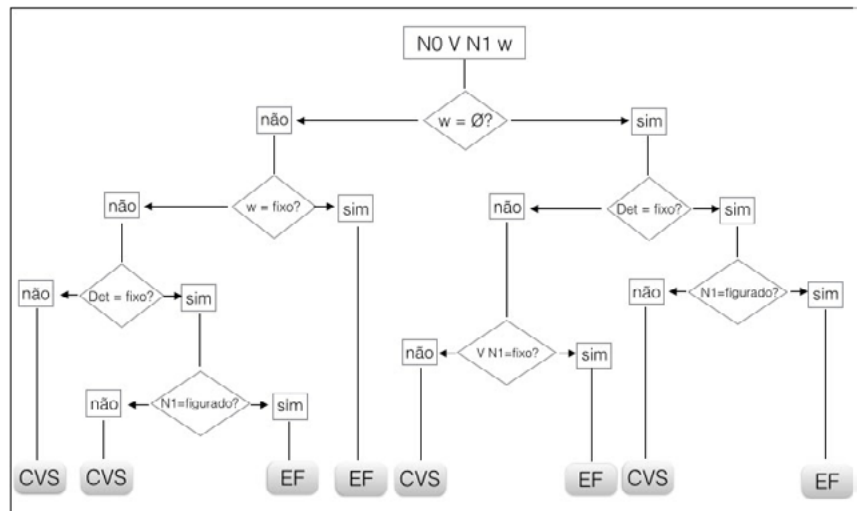 N0 V N1 w
não
w = Ø?
sim
não
w = fixo?
sim
não
Det = fixo?
sim
não
Det = fixo?
sim
não
N1=figurado?
sim
não
V N1=fixo?
sim
não
N1=figurado?
sim
CVS
CVS
EF
EF
CVS
EF
CVS
EF